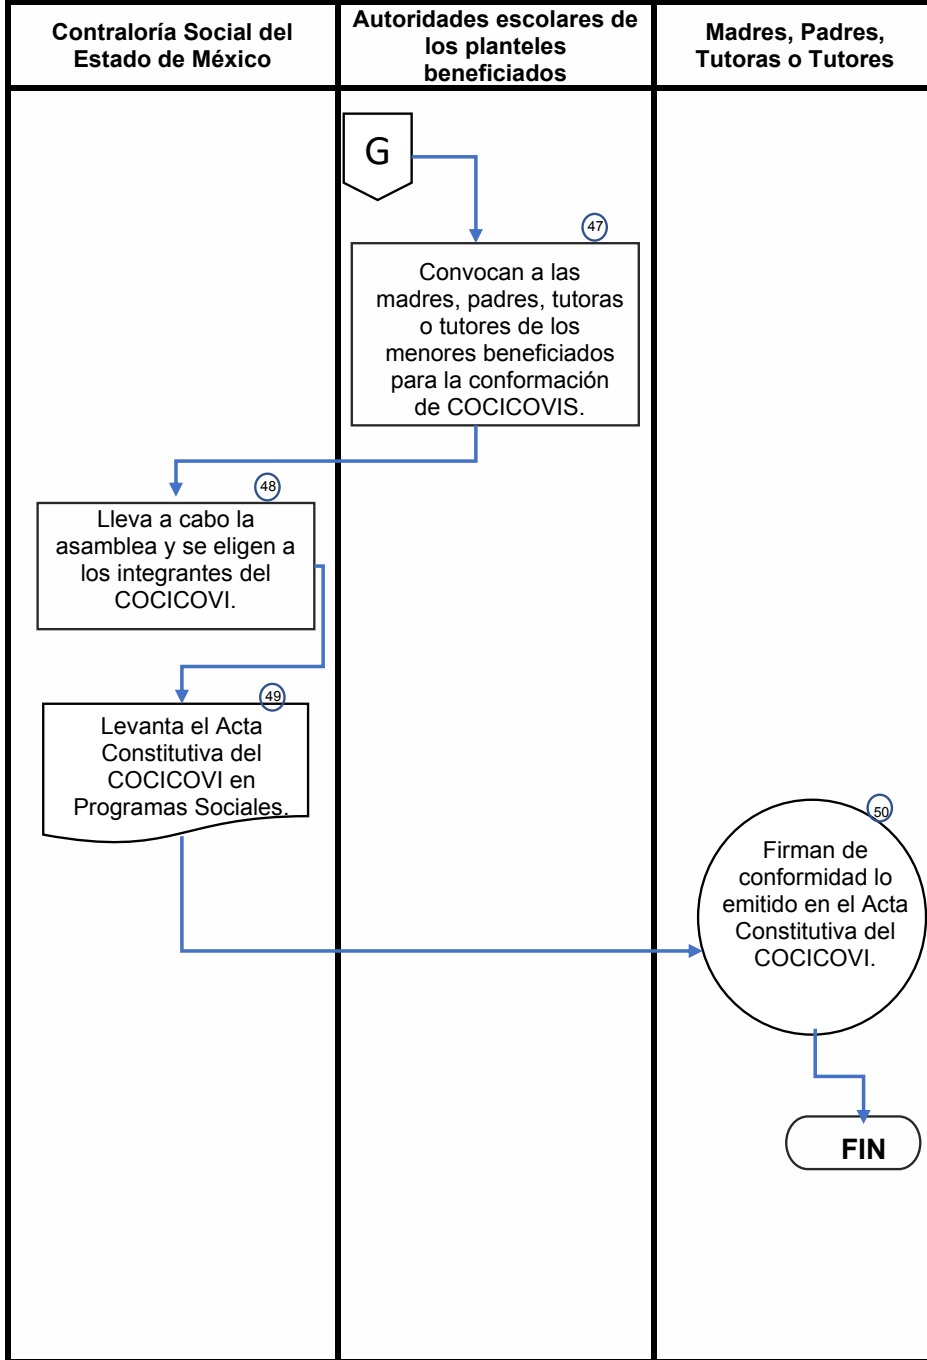 Contraloría Social del
Estado de México
Autoridades escolares de
los planteles
beneficiados
Madres, Padres,
Tutoras o Tutores
G
47
Convocan a las
madres, padres, tutoras
o tutores de los
menores beneficiados
para la conformación
de COCICOVIS.
48
Lleva a cabo la
asamblea y se eligen a
los integrantes del
COCICOVI.
49
Levanta el Acta
Constitutiva del
COCICOVI en
Programas Sociales.
50
Firman de
conformidad lo
emitido en el Acta
Constitutiva del
COCICOVI.
FIN